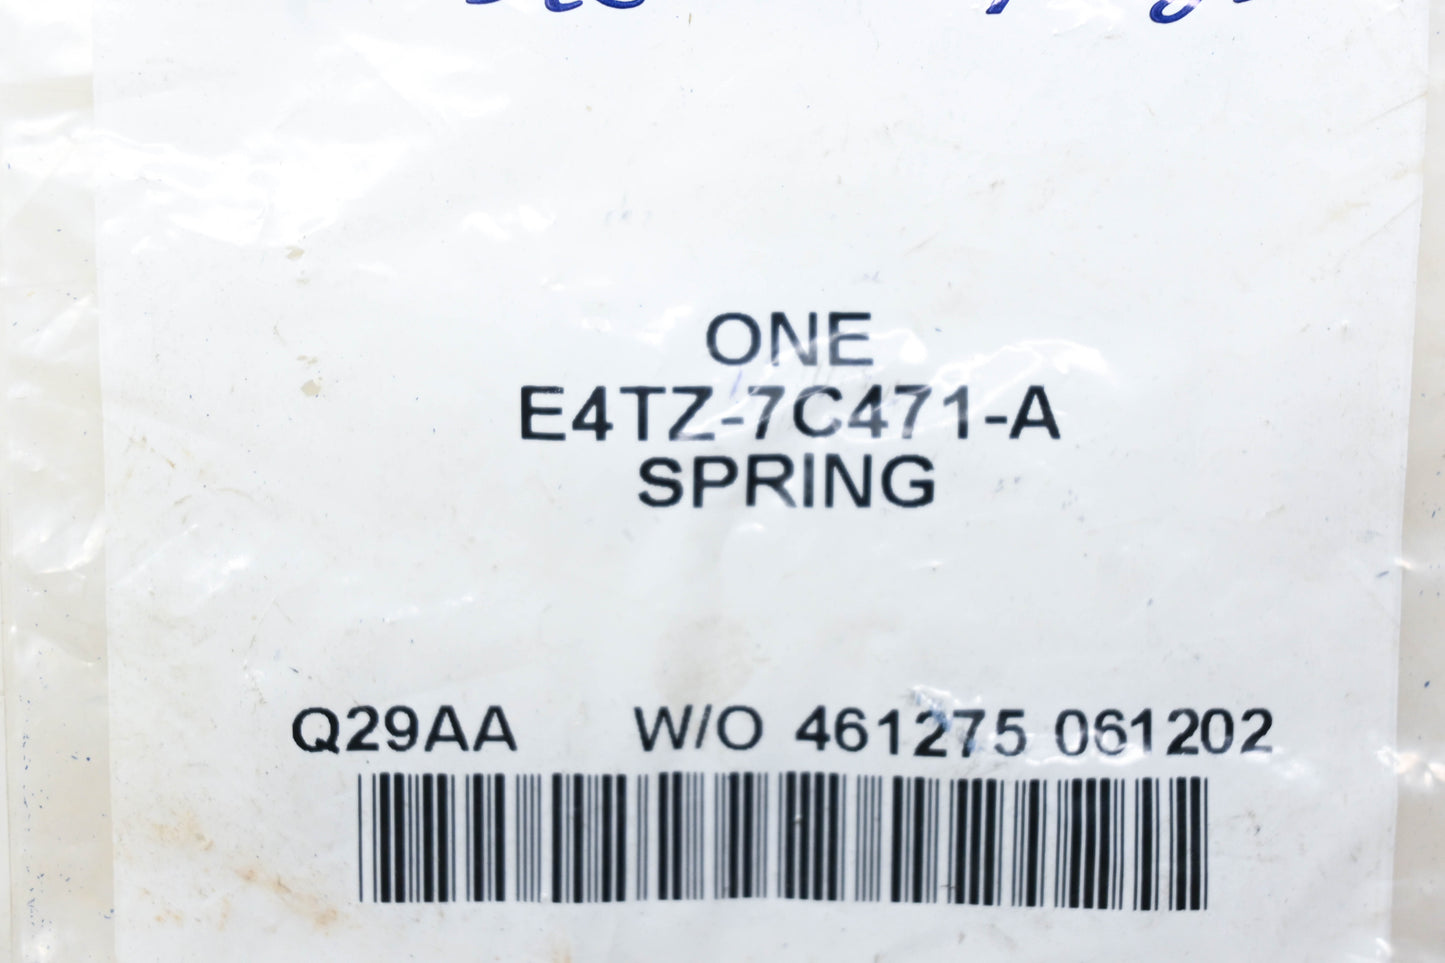 ONE
E4TZ-7C471-A
SPRING
Q29AA W/O 461275 061202